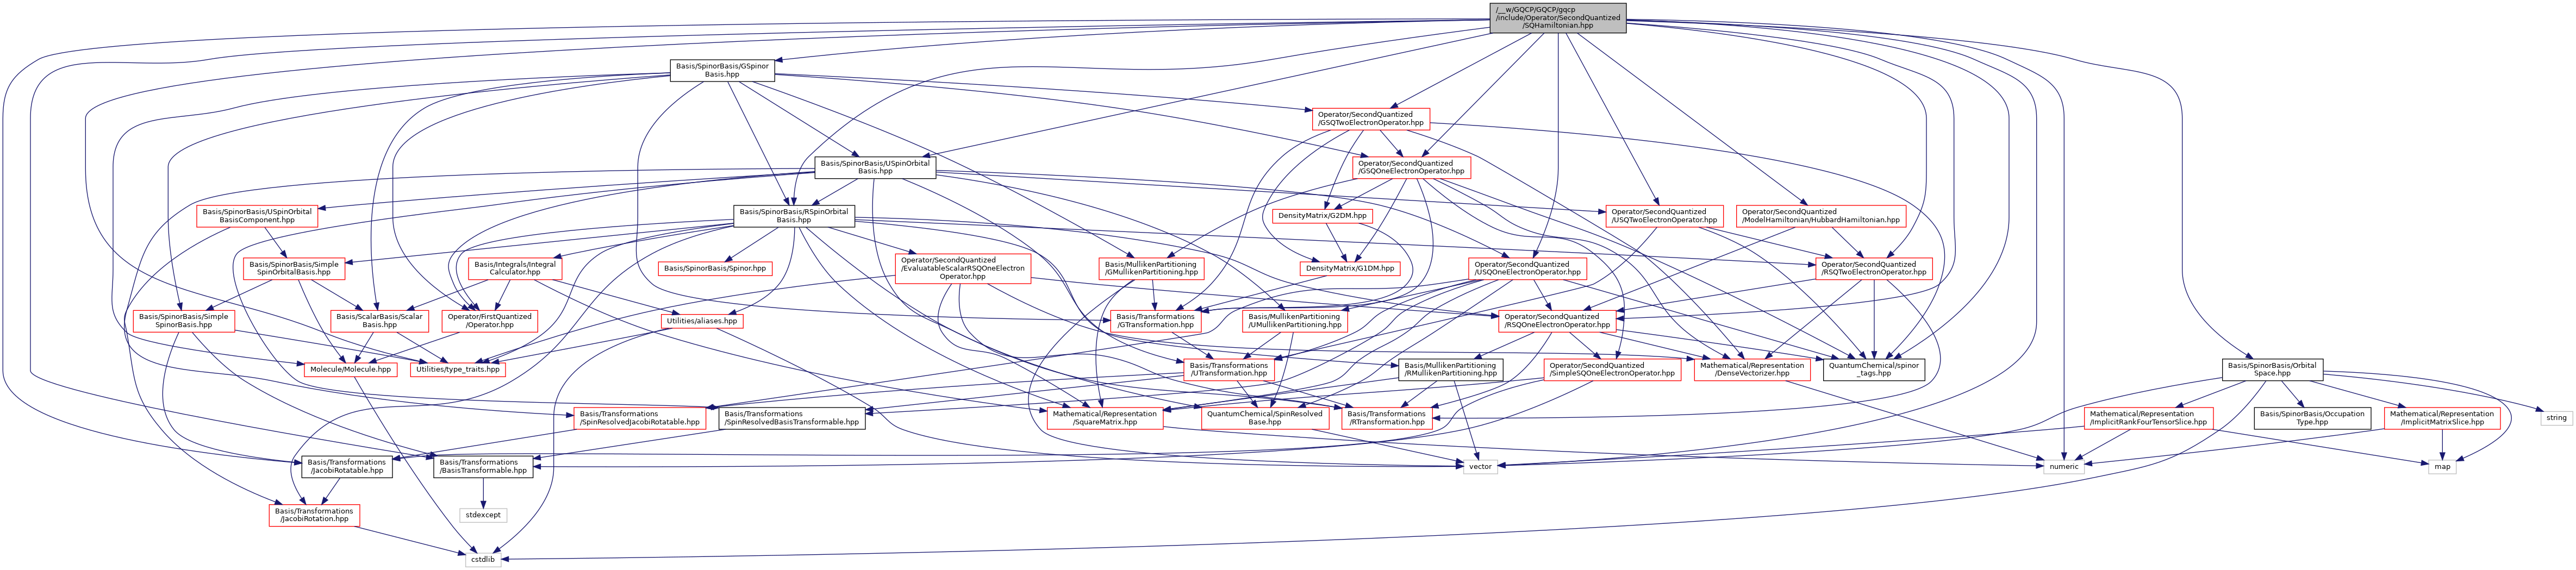 /__w/GQCP/GQCP/gqcp
/include/Operator/SecondQuantized
/SQHamiltonian.hpp
Basis/SpinorBasis/GSpinor
Basis.hpp
Operator/SecondQuantized
/GSQTwoElectronOperator.hpp
Basis/SpinorBasis/USpinOrbital
Basis.hpp
Operator/SecondQuantized
/GSQOneElectronOperator.hpp
Basis/SpinorBasis/USpinOrbital
BasisComponent.hpp
Basis/SpinorBasis/RSpinOrbital
Basis.hpp
DensityMatrix/G2DM.hpp
Operator/SecondQuantized
/USQTwoElectronOperator.hpp
Operator/SecondQuantized
/ModelHamiltonian/HubbardHamiltonian.hpp
Basis/SpinorBasis/Simple
SpinOrbitalBasis.hpp
Basis/Integrals/Integral
Calculator.hpp
Basis/SpinorBasis/Spinor.hpp
Operator/SecondQuantized
/EvaluatableScalarRSQOneElectron
Operator.hpp
Basis/MullikenPartitioning
/GMullikenPartitioning.hpp
DensityMatrix/G1DM.hpp
Operator/SecondQuantized
/USQOneElectronOperator.hpp
Operator/SecondQuantized
/RSQTwoElectronOperator.hpp
Basis/SpinorBasis/Simple
SpinorBasis.hpp
Basis/ScalarBasis/Scalar
Basis.hpp
Operator/FirstQuantized
/Operator.hpp
Utilities/aliases.hpp
Basis/Transformations
/GTransformation.hpp
Basis/MullikenPartitioning
/UMullikenPartitioning.hpp
Operator/SecondQuantized
/RSQOneElectronOperator.hpp
Molecule/Molecule.hpp
Utilities/type_traits.hpp
Basis/Transformations
/UTransformation.hpp
Basis/MullikenPartitioning
/RMullikenPartitioning.hpp
Operator/SecondQuantized
/SimpleSQOneElectronOperator.hpp
Mathematical/Representation
/DenseVectorizer.hpp
QuantumChemical/spinor
_tags.hpp
Basis/SpinorBasis/Orbital
Space.hpp
Basis/Transformations
/SpinResolvedJacobiRotatable.hpp
Basis/Transformations
/SpinResolvedBasisTransformable.hpp
Mathematical/Representation
/SquareMatrix.hpp
QuantumChemical/SpinResolved
Base.hpp
Basis/Transformations
/RTransformation.hpp
Mathematical/Representation
/ImplicitRankFourTensorSlice.hpp
Basis/SpinorBasis/Occupation
Type.hpp
Mathematical/Representation
/ImplicitMatrixSlice.hpp
string
Basis/Transformations
/JacobiRotatable.hpp
Basis/Transformations
/BasisTransformable.hpp
vector
numeric
map
Basis/Transformations
/JacobiRotation.hpp
stdexcept
cstdlib